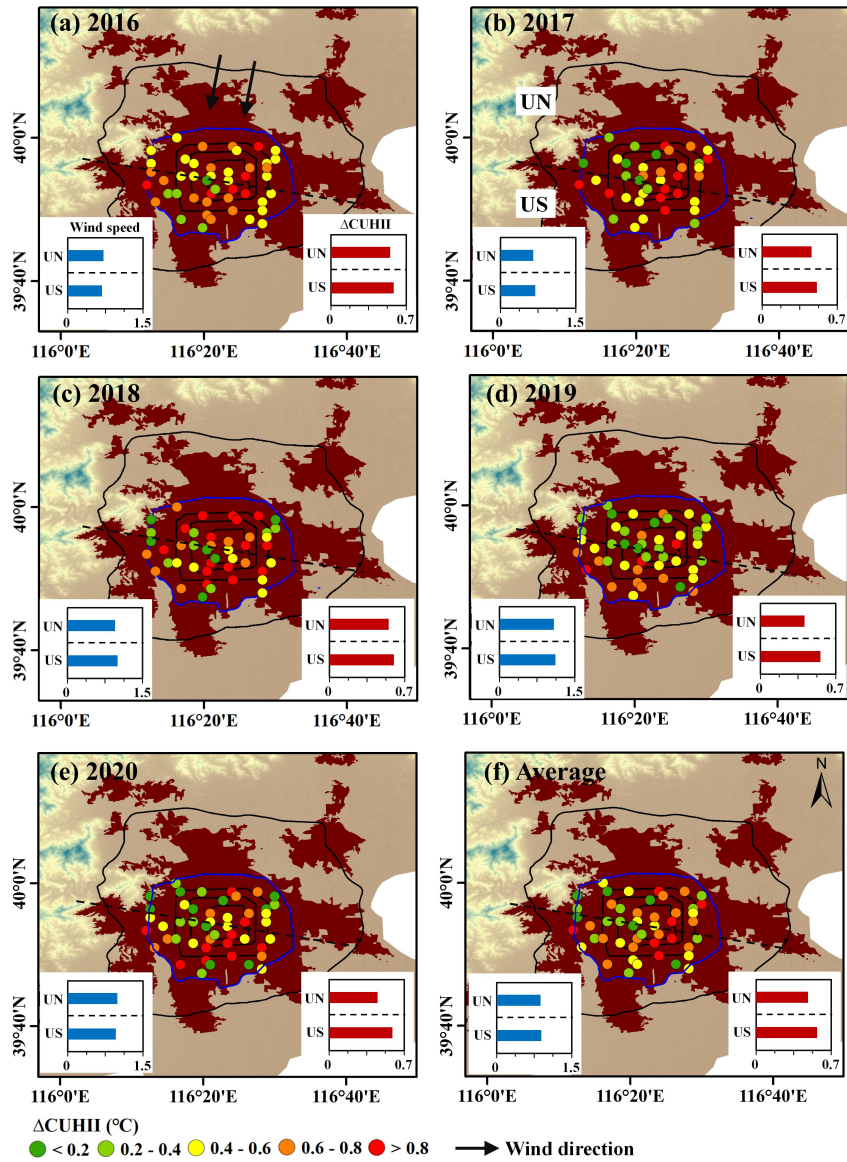 (a) 2016
Wind speed
UN
US
0 1.5
ΔCUHII
UN
US
0 0.7
40°0'N
39°40'N
116°0'E 116°20'E 116°40'E
(b) 2017
UN
US
UN
US
0 1.5
UN
US
0 0.7
40°0'N
39°40'N
116°0'E 116°20'E 116°40'E
(c) 2018
UN
US
0 1.5
UN
US
0 0.7
40°0'N
39°40'N
116°0'E 116°20'E 116°40'E
(d) 2019
UN
US
0 1.5
UN
US
0 0.7
40°0'N
39°40'N
116°0'E 116°20'E 116°40'E
(e) 2020
UN
US
0 1.5
UN
US
0 0.7
40°0'N
39°40'N
116°0'E 116°20'E 116°40'E
(f) Average
N
UN
US
0 1.5
UN
US
0 0.7
40°0'N
39°40'N
116°0'E 116°20'E 116°40'E
ΔCUHII (°C)
< 0.2 0.2 - 0.4 0.4 - 0.6 0.6 - 0.8 > 0.8 Wind direction